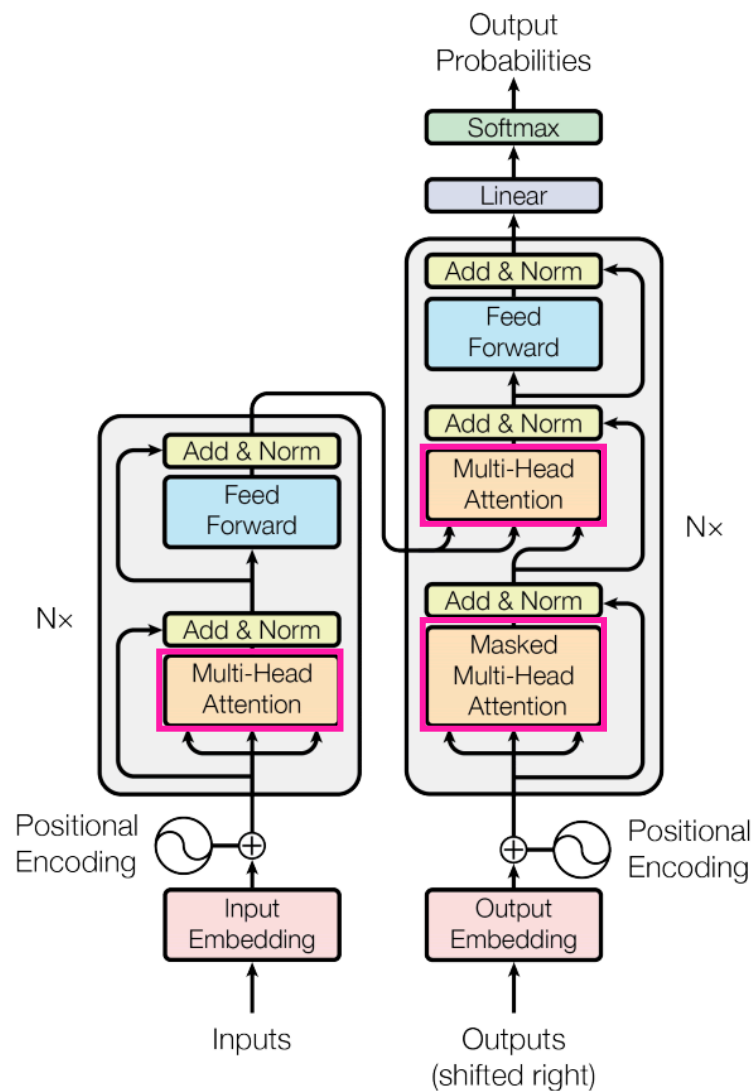 Output
Probabilities
Softmax
Linear
Add & Norm
Feed
Forward
Add & Norm
Multi-Head
Attention
Add & Norm
Masked
Multi-Head
Attention
Nx
Add & Norm
Feed
Forward
Nx
Add & Norm
Multi-Head
Attention
Positional
Encoding
Positional
Encoding
Input
Embedding
Output
Embedding
Inputs
Outputs
(shifted right)